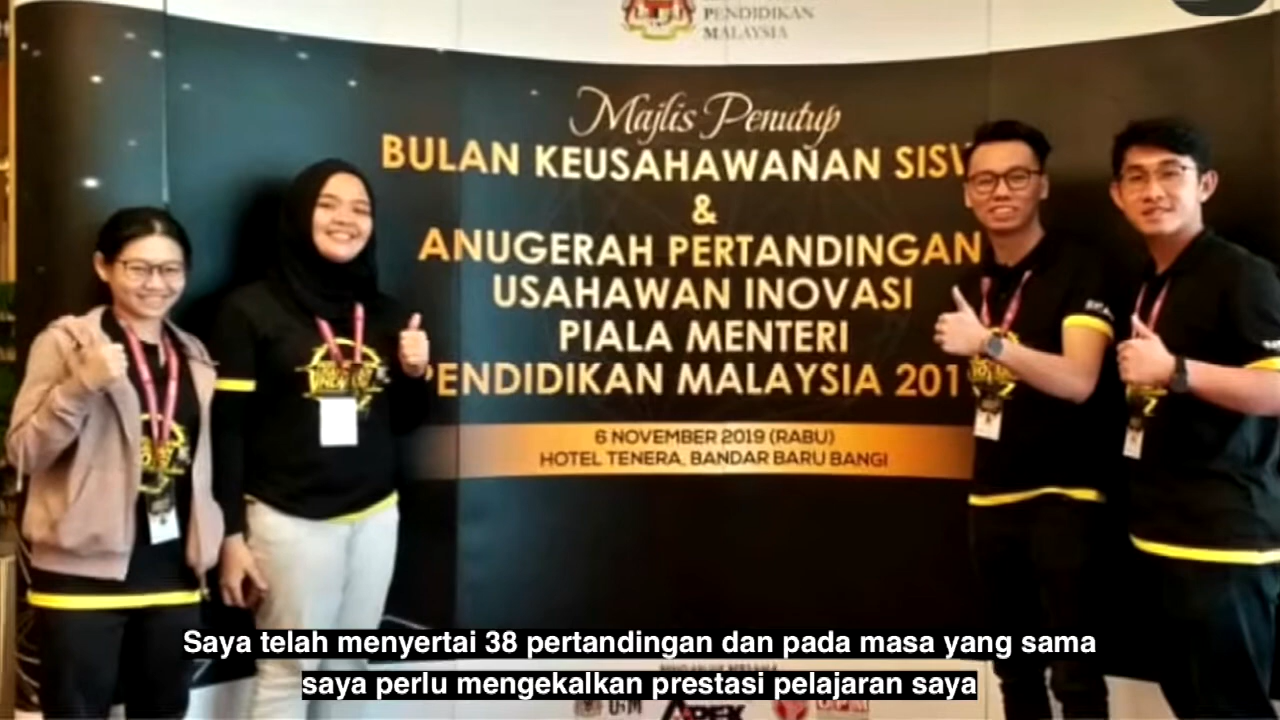 PENDIDIKAN
MALAYSIA
Majlis Penutup
BULAN KEUSAHAWANAN
&
ANUGERAH PERTANDINGAN
USAHAWAN INOVASI
PIALA MENTERI
PENDIDIKAN MALAYSIA 201
6 NOVEMBER 2019 (RABU)
HOTEL TENERA, BANDAR BARU BANGI
Saya telah menyertai 38 pertandingan dan pada masa yang sama
saya perlu mengekalkan prestasi pelajaran saya
APEX